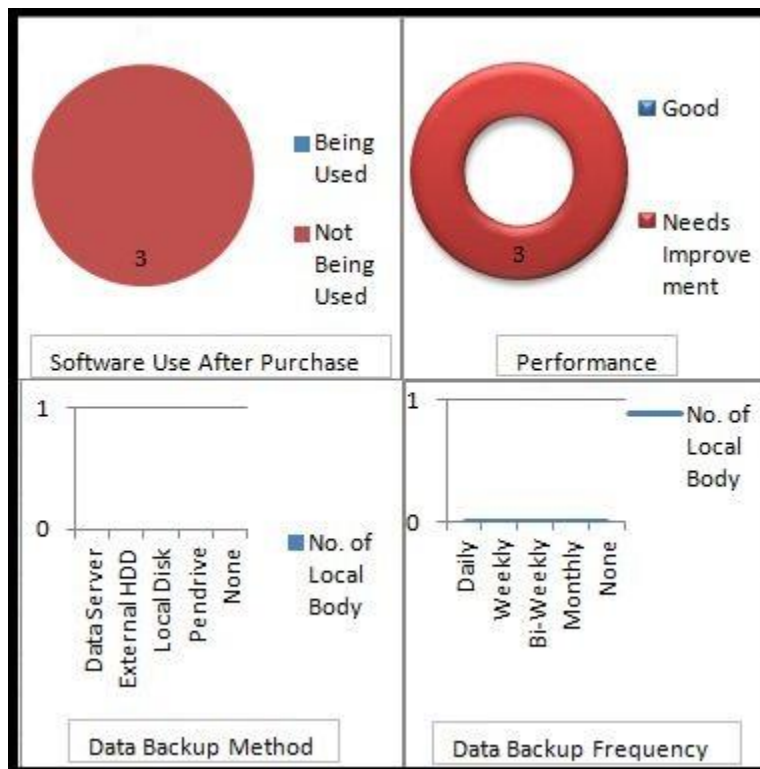 Being
Used
Not
Being
Used
3
Software Use After Purchase
Good
Needs
Improve
ment
3
Performance
1
0
Data Server
External HDD
Local Disk
Pendrive
None
No. of
Local
Body
Data Backup Method
1
0
Daily
Weekly
Bi-Weekly
Monthly
None
No. of
Local
Body
Data Backup Frequency